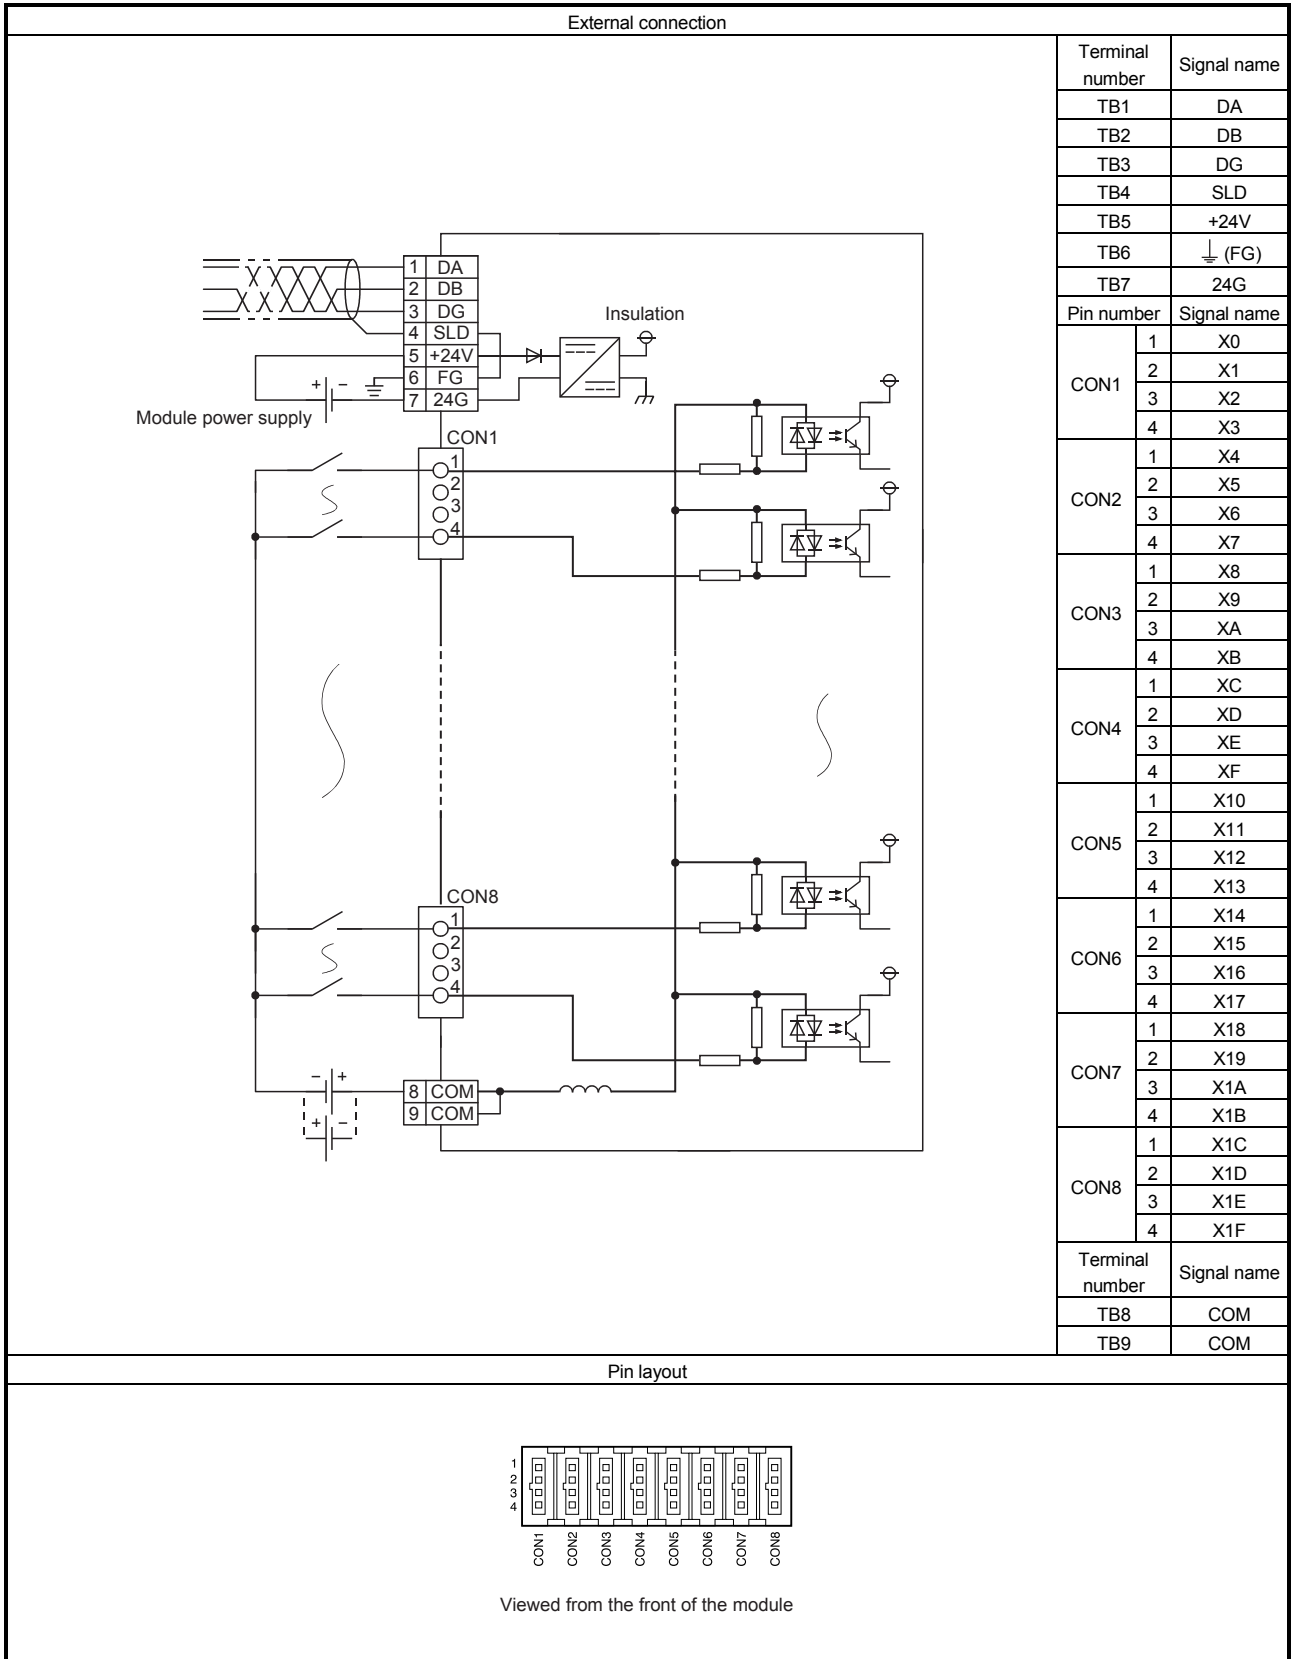 External connection
Terminal number Signal name
TB1 DA
TB2 DB
TB3 DG
TB4 SLD
TB5 +24V
TB6 (FG)
TB7 24G
Pin number Signal name
CON1
1 X0
2 X1
3 X2
4 X3
CON2
1 X4
2 X5
3 X6
4 X7
CON3
1 X8
2 X9
3 XA
4 XB
CON4
1 XC
2 XD
3 XE
4 XF
CON5
1 X10
2 X11
3 X12
4 X13
CON6
1 X14
2 X15
3 X16
4 X17
CON7
1 X18
2 X19
3 X1A
4 X1B
CON8
1 X1C
2 X1D
3 X1E
4 X1F
Terminal number Signal name
TB8 COM
TB9 COM
1 DA
2 DB
3 DG
4 SLD
5 +24V
6 FG
7 24G
Insulation
+ −
Module power supply
CON1
1
2
3
4
CON8
1
2
3
4
− +
8 COM
9 COM
+ −
Pin layout
1
2
3
4
CON1 CON2 CON3 CON4 CON5 CON6 CON7 CON8
Viewed from the front of the module